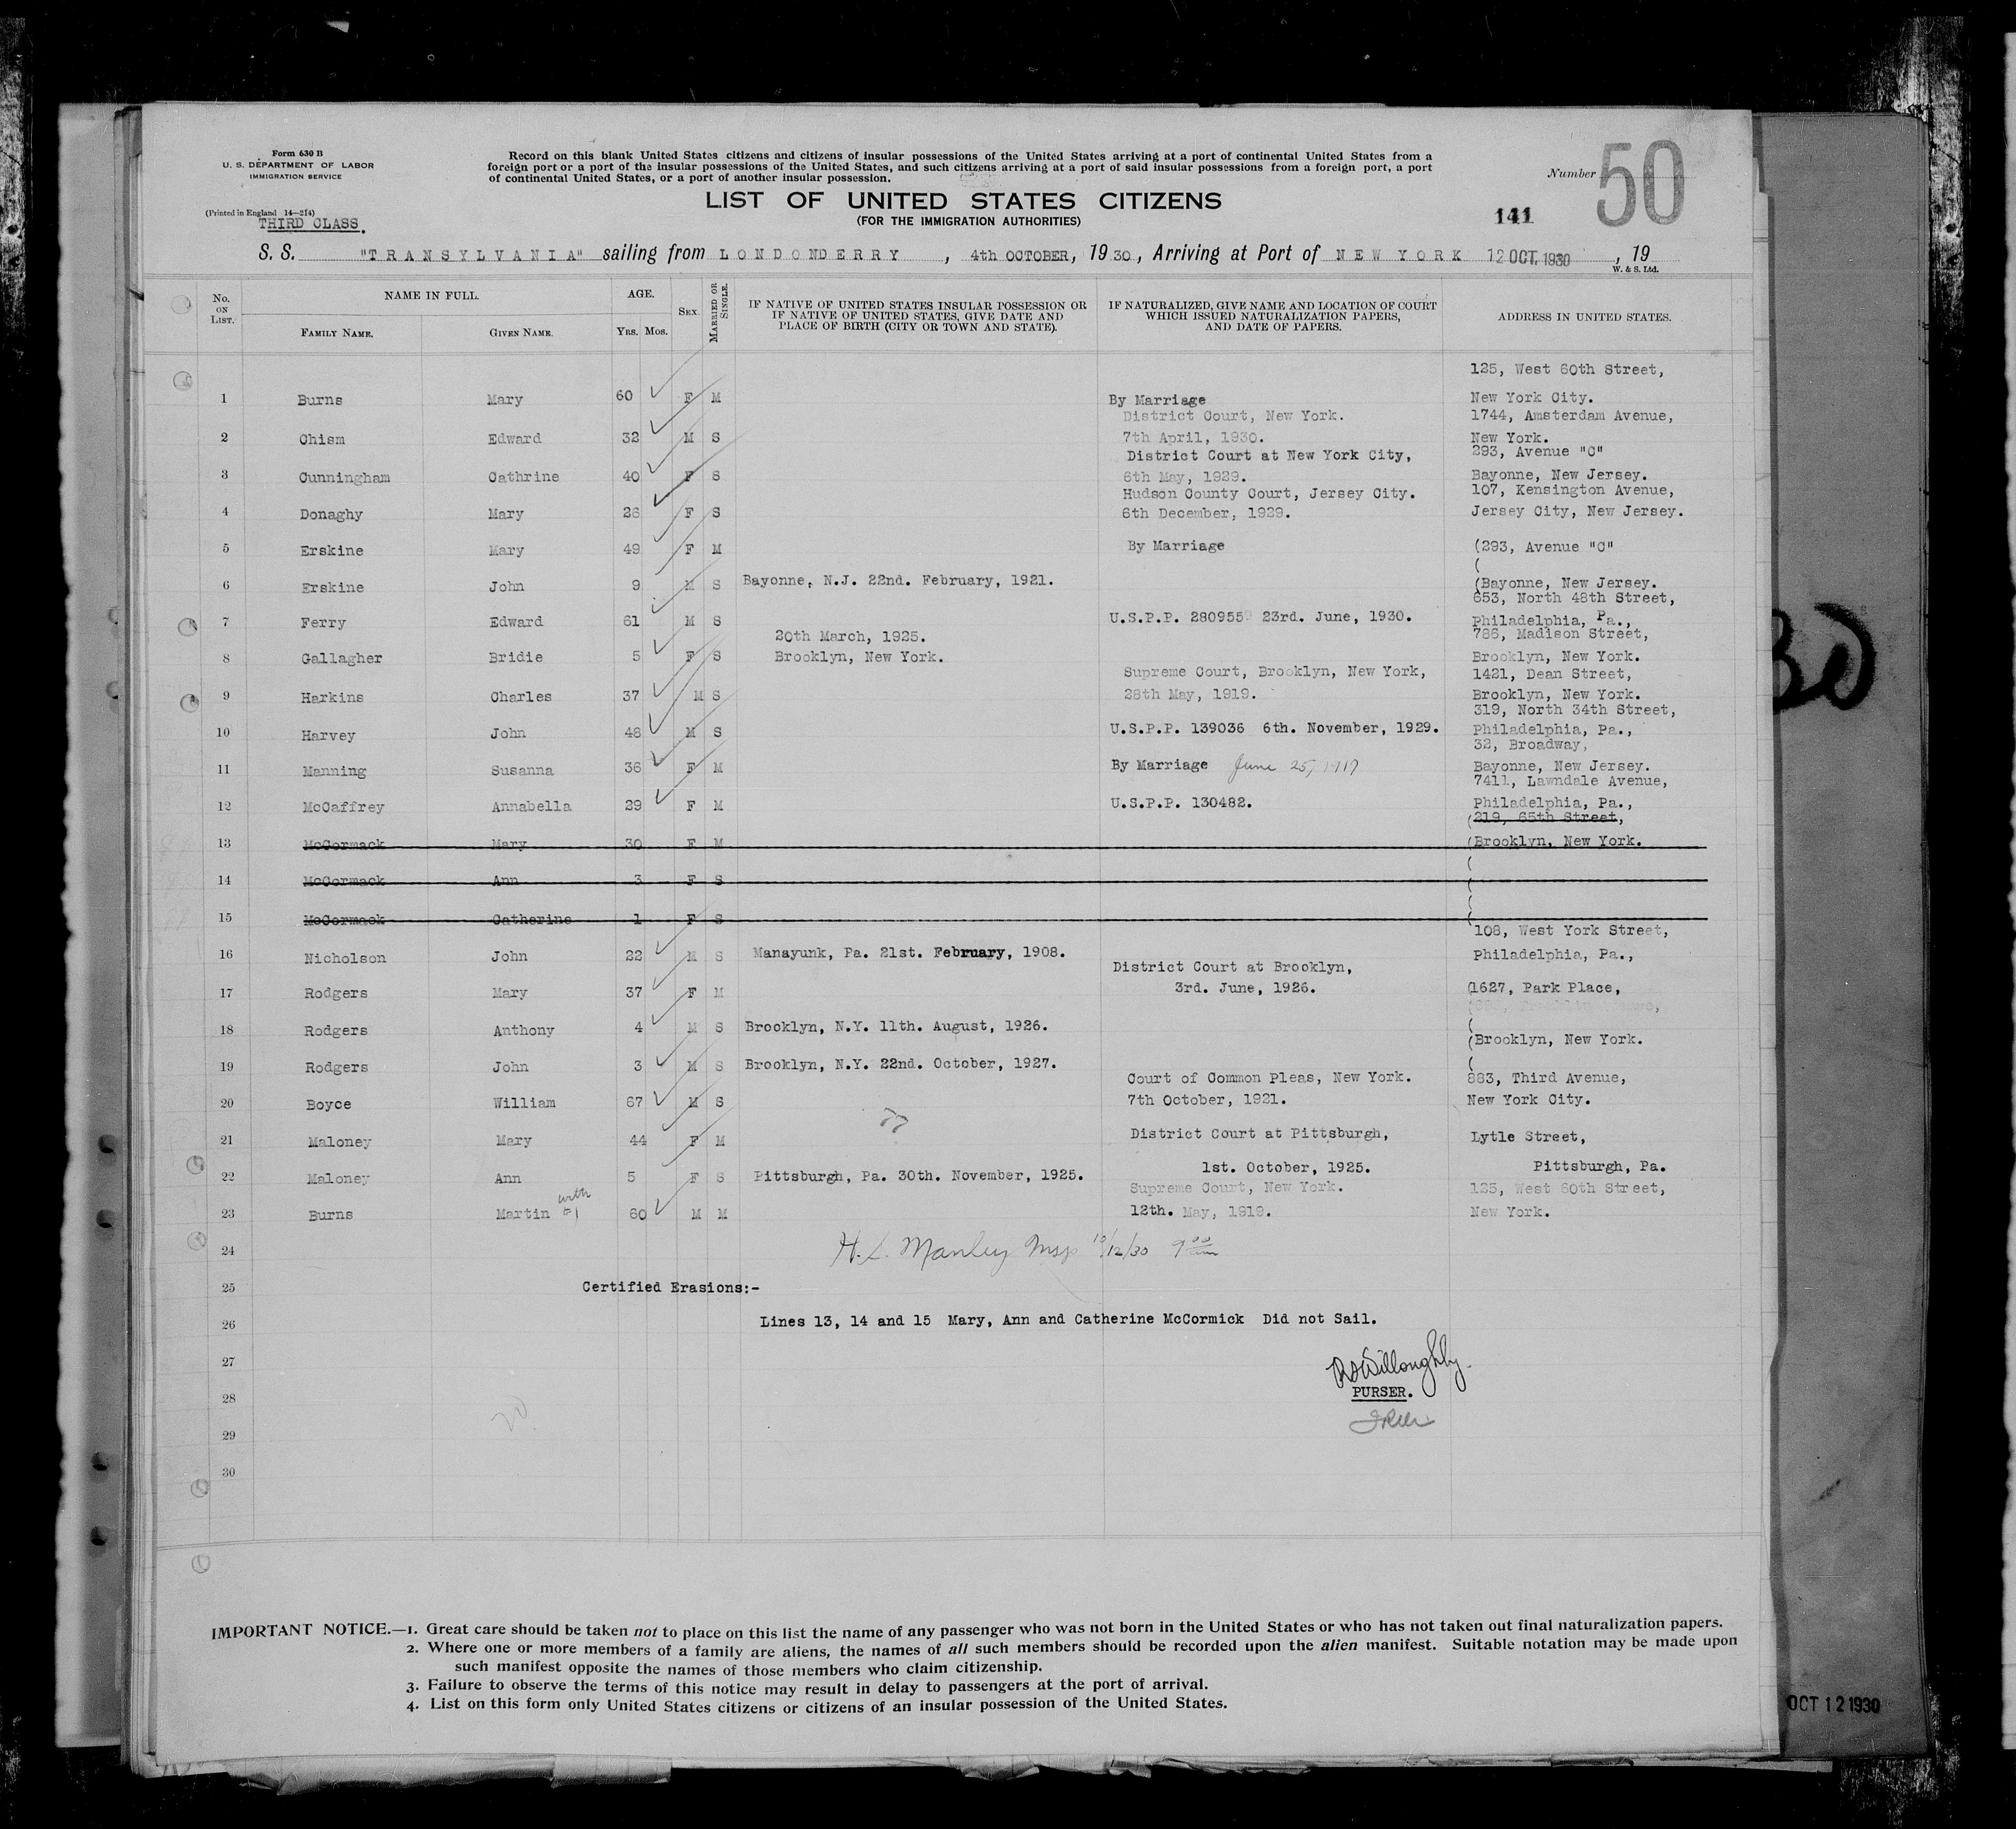 Form 630 B
U. S. DEPARTMENT OF LABOR
IMMIGRATION SERVICE
(Printed in England 14—214)
THIRD CLASS.
Record on this blank United States citizens and citizens of insular possessions of the United States arriving at a port of continental United States from a
foreign port or a port of the insular possessions of the United States, and such citizens arriving at a port of said insular possessions from a foreign port, a port
of continental United States, or a port of another insular possession.
LIST OF UNITED STATES CITIZENS
(FOR THE IMMIGRATION AUTHORITIES)
Number 50
141
S. S. "TRANSYLVANIA" sailing from LONDONDERRY, 4th OCTOBER, 1930, Arriving at Port of NEW YORK 12 OCT. 1930, 19
W. & S. Ltd.
No. ON LIST. NAME IN FULL. FAMILY NAME. GIVEN NAME. AGE. YRS. MOS. SEX. MARRIED OR SINGLE. IF NATIVE OF UNITED STATES INSULAR POSSESSION OR IF NATIVE OF UNITED STATES, GIVE DATE AND PLACE OF BIRTH (CITY OR TOWN AND STATE). IF NATURALIZED, GIVE NAME AND LOCATION OF COURT WHICH ISSUED NATURALIZATION PAPERS, AND DATE OF PAPERS. ADDRESS IN UNITED STATES.
125, West 60th Street,
1 Burns Mary 60 F M By Marriage New York City.
District Court, New York. 1744, Amsterdam Avenue,
2 Chism Edward 32 M S 7th April, 1930. New York.
District Court at New York City, 293, Avenue "C"
3 Cunningham Cathrine 40 F S 6th May, 1929. Bayonne, New Jersey.
Hudson County Court, Jersey City. 107, Kensington Avenue,
4 Donaghy Mary 28 F S 6th December, 1929. Jersey City, New Jersey.
5 Erskine Mary 49 F M By Marriage (293, Avenue "C"
(
6 Erskine John 9 M S Bayonne, N.J. 22nd. February, 1921. (Bayonne, New Jersey.
653, North 48th Street,
7 Ferry Edward 61 M S U.S.P.P. 280955 23rd. June, 1930. Philadelphia, Pa.,
20th March, 1925. 786, Madison Street,
8 Gallagher Bridie 5 F S Brooklyn, New York. Brooklyn, New York.
Supreme Court, Brooklyn, New York, 1421, Dean Street,
9 Harkins Charles 37 M S 28th May, 1919. Brooklyn, New York.
319, North 34th Street,
10 Harvey John 48 M S U.S.P.P. 139036 6th. November, 1929. Philadelphia, Pa.,
32, Broadway,
11 Manning Susanna 36 F M By Marriage June 25, 1917 Bayonne, New Jersey.
7411, Lawndale Avenue,
12 McCaffrey Annabella 29 F M U.S.P.P. 130482. Philadelphia, Pa.,
(219, 65th Street,
13 McCormack Mary 30 F M (Brooklyn, New York.
14 McCormack Ann 3 F S
15 McCormack Catherine 1 F S
108, West York Street,
16 Nicholson John 22 M S Manayunk, Pa. 21st. February, 1908. Philadelphia, Pa.,
District Court at Brooklyn,
17 Rodgers Mary 37 F M 3rd. June, 1926. (1627, Park Place,
18 Rodgers Anthony 4 M S Brooklyn, N.Y. 11th. August, 1926. (Brooklyn, New York.
19 Rodgers John 3 M S Brooklyn, N.Y. 22nd. October, 1927.
Court of Common Pleas, New York. 883, Third Avenue,
20 Boyce William 67 M S 7th October, 1921. New York City.
21 Maloney Mary 44 F M District Court at Pittsburgh, Lytle Street,
1st. October, 1925. Pittsburgh, Pa.
22 Maloney Ann 5 F S Pittsburgh, Pa. 30th. November, 1925.
Supreme Court, New York. 125, West 60th Street,
23 Burns Martin with #1 60 M M 12th. May, 1919. New York.
24 H. L. Manley Insp 10/12/30 9 00 am
25 Certified Erasions:-
26 Lines 13, 14 and 15 Mary, Ann and Catherine McCormick Did not Sail.
27 Willoughby.
28 PURSER.
29
30
IMPORTANT NOTICE.—1. Great care should be taken not to place on this list the name of any passenger who was not born in the United States or who has not taken out final naturalization papers.
2. Where one or more members of a family are aliens, the names of all such members should be recorded upon the alien manifest. Suitable notation may be made upon
such manifest opposite the names of those members who claim citizenship.
3. Failure to observe the terms of this notice may result in delay to passengers at the port of arrival.
4. List on this form only United States citizens or citizens of an insular possession of the United States.
OCT 12 1930